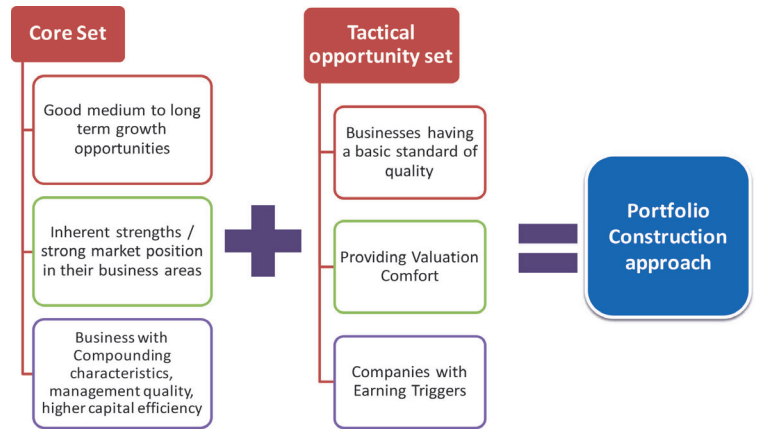 Core Set
Good medium to long
term growth
opportunities
Inherent strengths /
strong market position
in their business areas
Business with
Compounding
characteristics,
management quality,
higher capital efficiency
Tactical
opportunity set
Businesses having
a basic standard of
quality
Providing Valuation
Comfort
Companies with
Earning Triggers
Portfolio
Construction
approach